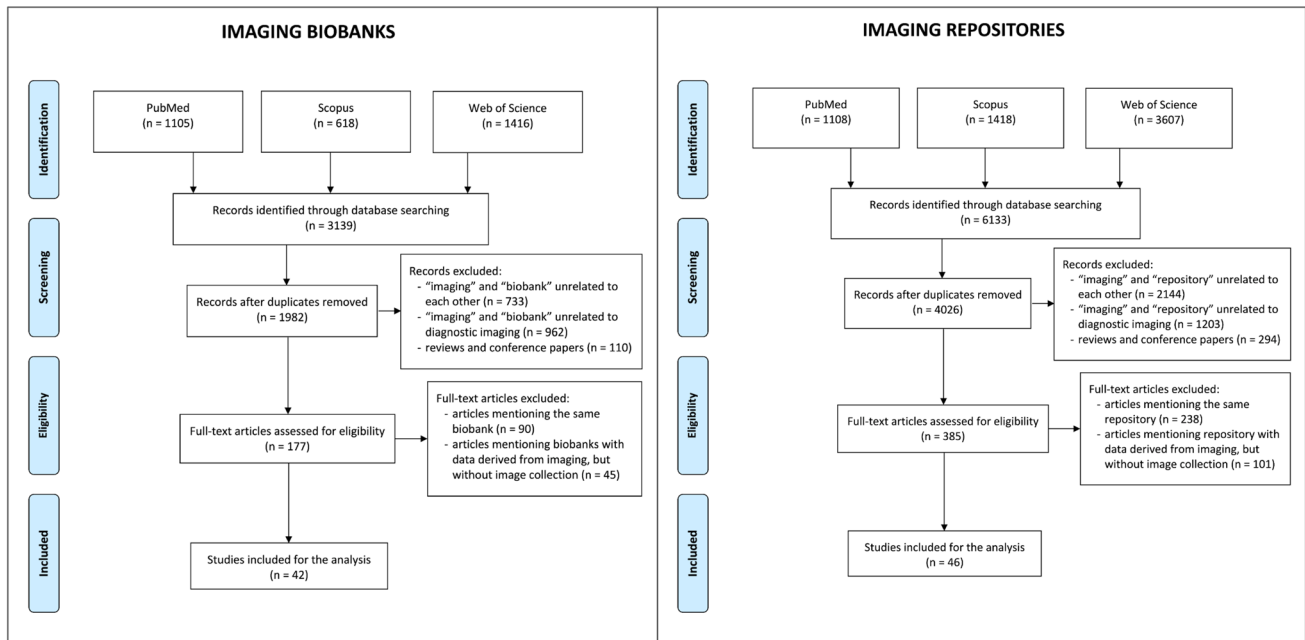 IMAGING BIOBANKS
Identification
PubMed
(n = 1105)
Scopus
(n = 618)
Web of Science
(n = 1416)
Records identified through database searching
(n = 3139)
Screening
Records after duplicates removed
(n = 1982)
Records excluded:
- “imaging” and “biobank” unrelated to
each other (n = 733)
- “imaging” and “biobank” unrelated to
diagnostic imaging (n = 962)
- reviews and conference papers (n = 110)
Eligibility
Full-text articles assessed for eligibility
(n = 177)
Full-text articles excluded:
- articles mentioning the same
biobank (n = 90)
- articles mentioning biobanks with
data derived from imaging, but
without image collection (n = 45)
Included
Studies included for the analysis
(n = 42)
IMAGING REPOSITORIES
Identification
PubMed
(n = 1108)
Scopus
(n = 1418)
Web of Science
(n = 3607)
Records identified through database searching
(n = 6133)
Screening
Records after duplicates removed
(n = 4026)
Records excluded:
- “imaging” and “repository” unrelated to
each other (n = 2144)
- “imaging” and “repository” unrelated to
diagnostic imaging (n = 1203)
- reviews and conference papers (n = 294)
Eligibility
Full-text articles assessed for eligibility
(n = 385)
Full-text articles excluded:
- articles mentioning the same
repository (n = 238)
- articles mentioning repository with
data derived from imaging, but
without image collection (n = 101)
Included
Studies included for the analysis
(n = 46)